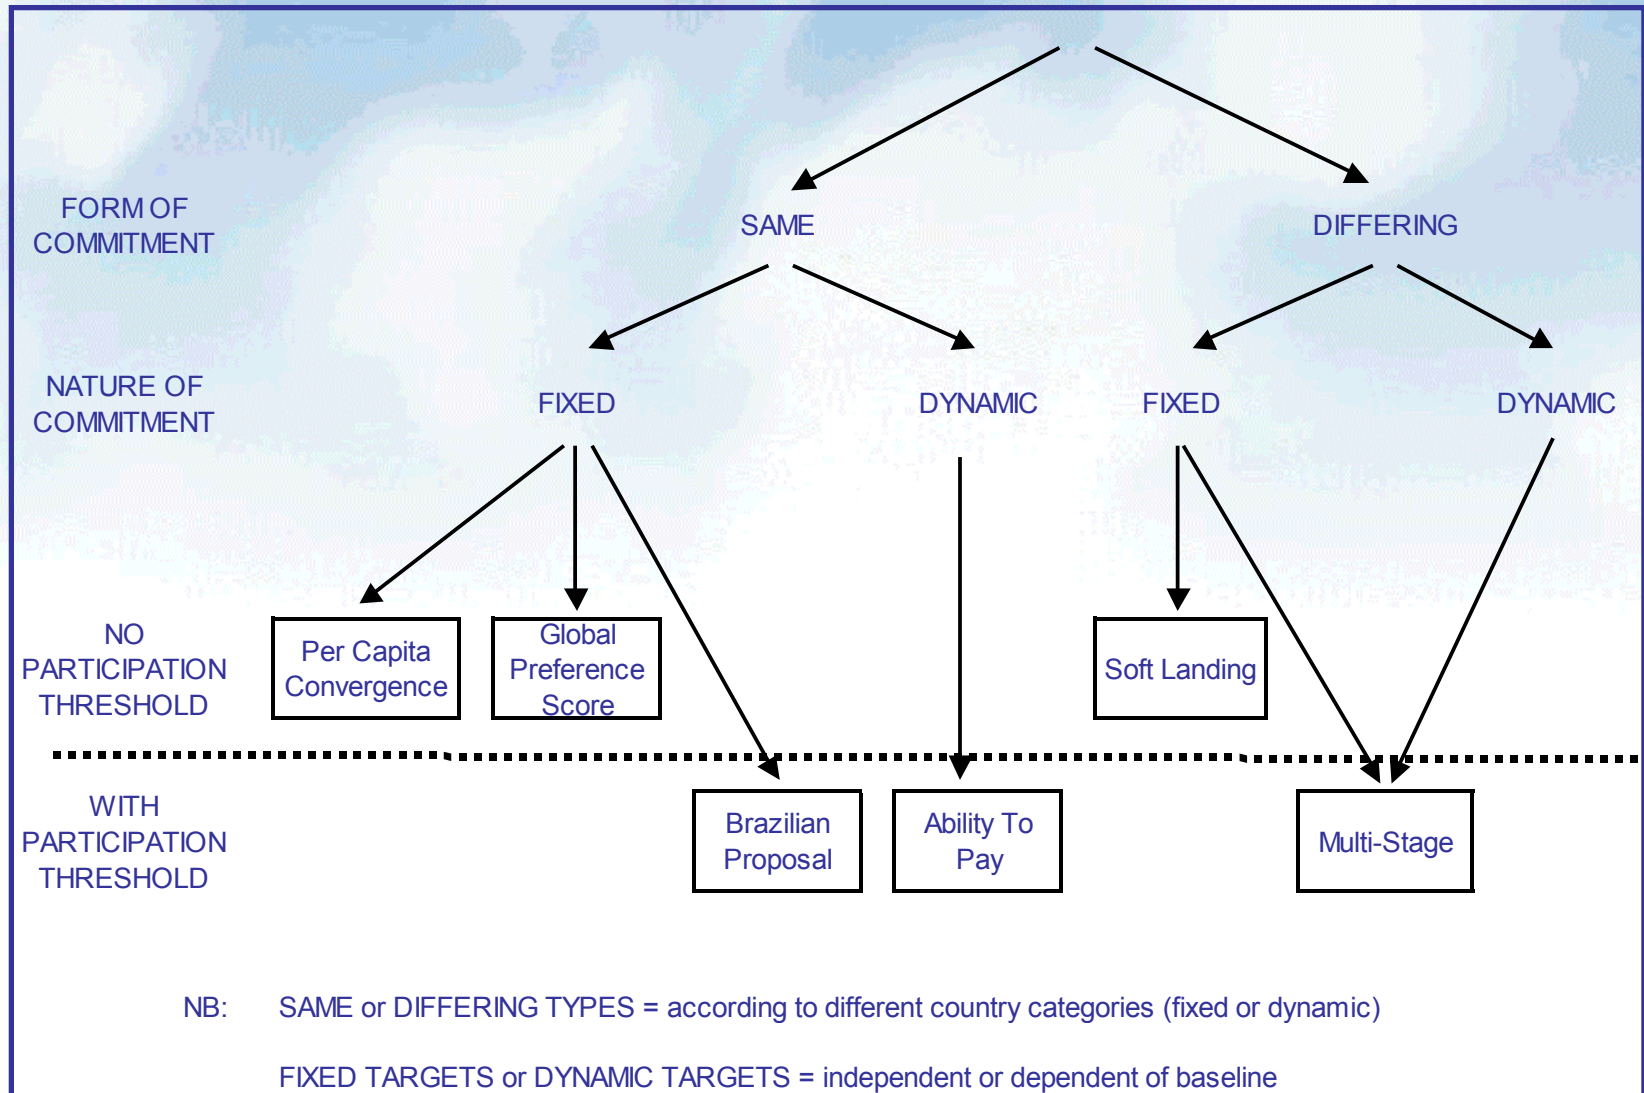 FORM OF
COMMITMENT
SAME
DIFFERING
NATURE OF
COMMITMENT
FIXED
DYNAMIC
FIXED
DYNAMIC
NO
PARTICIPATION
THRESHOLD
Per Capita
Convergence
Global
Preference
Score
Soft Landing
WITH
PARTICIPATION
THRESHOLD
Brazilian
Proposal
Ability To
Pay
Multi-Stage
NB: SAME or DIFFERING TYPES = according to different country categories (fixed or dynamic)
FIXED TARGETS or DYNAMIC TARGETS = independent or dependent of baseline